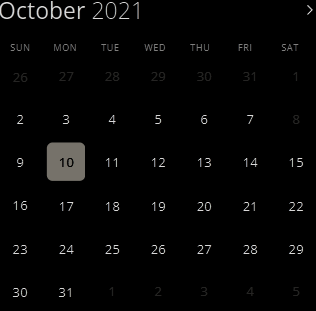 October 2021
SUN MON TUE WED THU FRI SAT
26 27 28 29 30 31 1
2 3 4 5 6 7 8
9 10 11 12 13 14 15
16 17 18 19 20 21 22
23 24 25 26 27 28 29
30 31 1 2 3 4 5